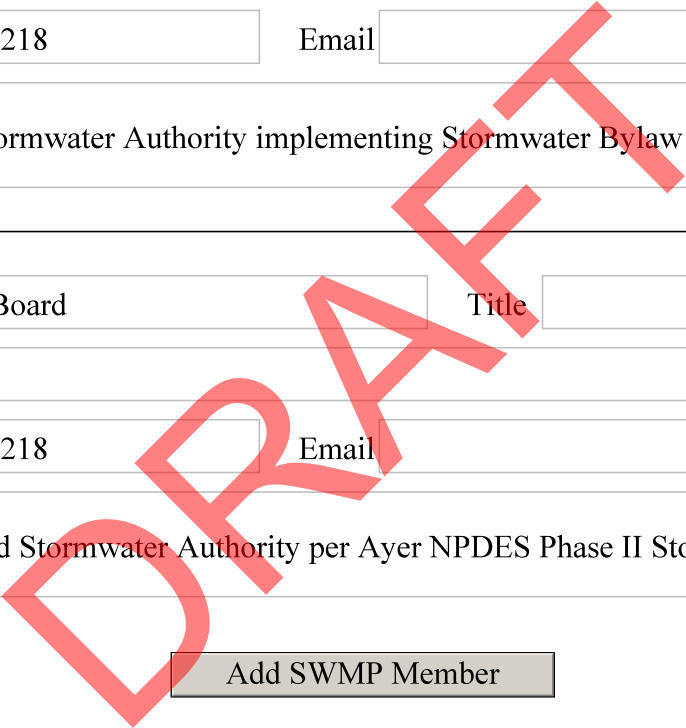 218 Email
ormwater Authority implementing Stormwater Bylaw
Board Title
218 Email
d Stormwater Authority per Ayer NPDES Phase II Sto
Add SWMP Member
DRAFT